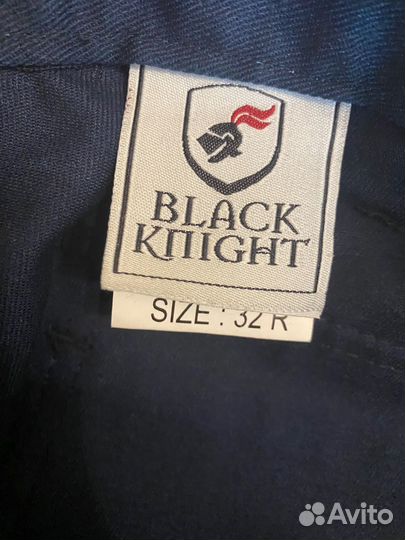 BLACK
KNIGHT
SIZE : 32 R
Avito